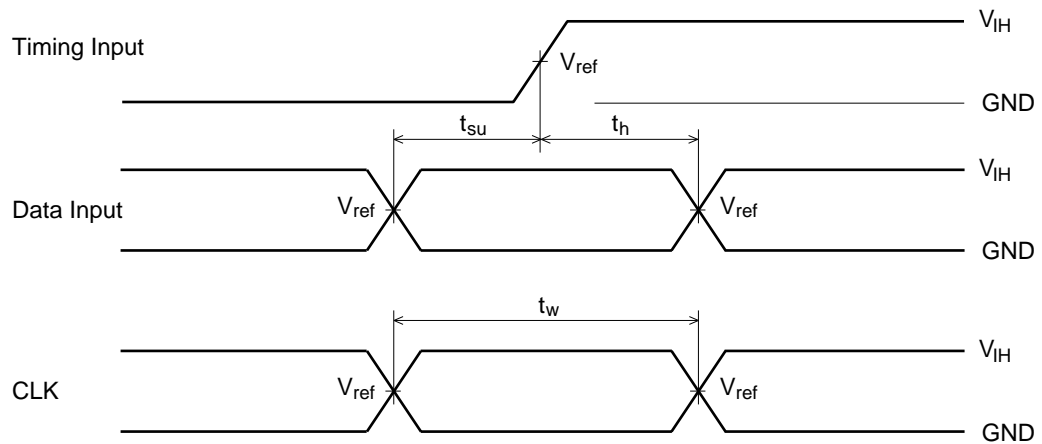 V_IH
Timing Input
V_ref
GND
t_su
t_h
V_IH
Data Input
V_ref
V_ref
GND
t_w
V_IH
CLK
V_ref
V_ref
GND